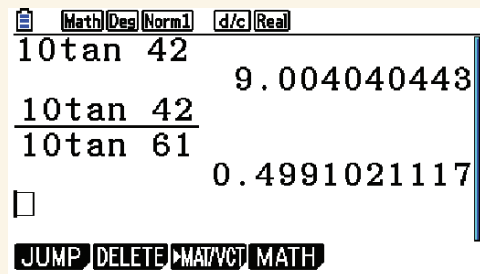 Math Deg Norm1 d/c Real
10tan 42
9.004040443
10tan 42
10tan 61
0.4991021117
JUMP DELETE ▶MAT/VCT MATH